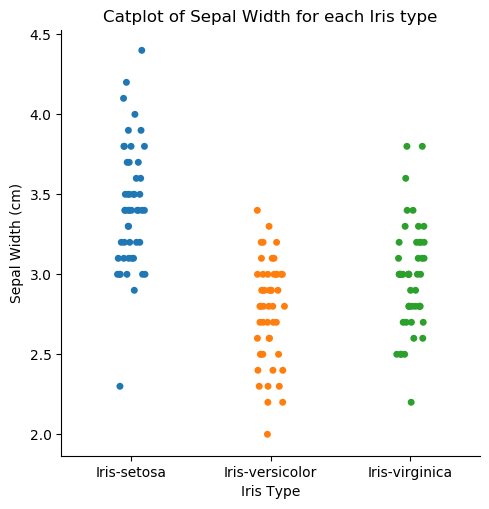 Catplot of Sepal Width for each Iris type
4.5
4.0
3.5
3.0
2.5
2.0
Sepal Width (cm)
Iris-setosa Iris-versicolor Iris-virginica
Iris Type